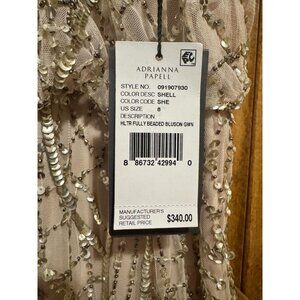 ADRIANNA
PAPELL
STYLE NO. 091907930
COLOR DESC SHELL
COLOR CODE SHE
US SIZE 8
DESCRIPTION
HLTR FULLY BEADED BLUSON GWN
8 86732 42994 0
MANUFACTURER'S
SUGGESTED
RETAIL PRICE $340.00